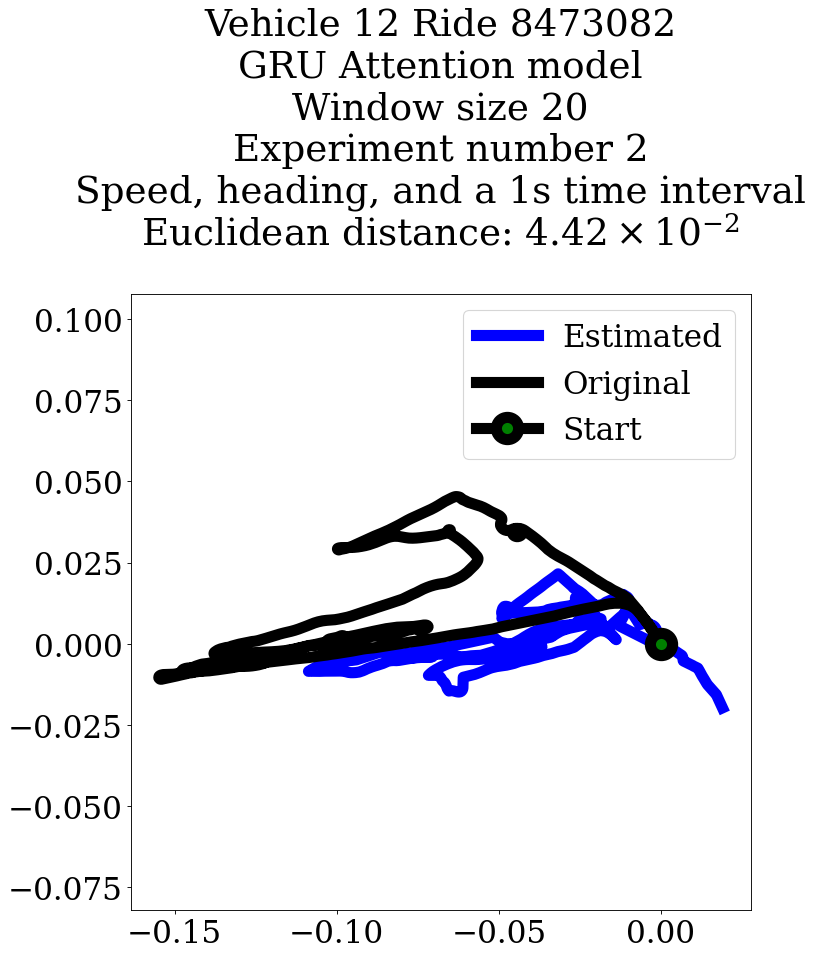 Vehicle 12 Ride 8473082
GRU Attention model
Window size 20
Experiment number 2
Speed, heading, and a 1s time interval
Euclidean distance: 4.42 × 10⁻²
Estimated
Original
Start
0.100
0.075
0.050
0.025
0.000
−0.025
−0.050
−0.075
−0.15
−0.10
−0.05
0.00